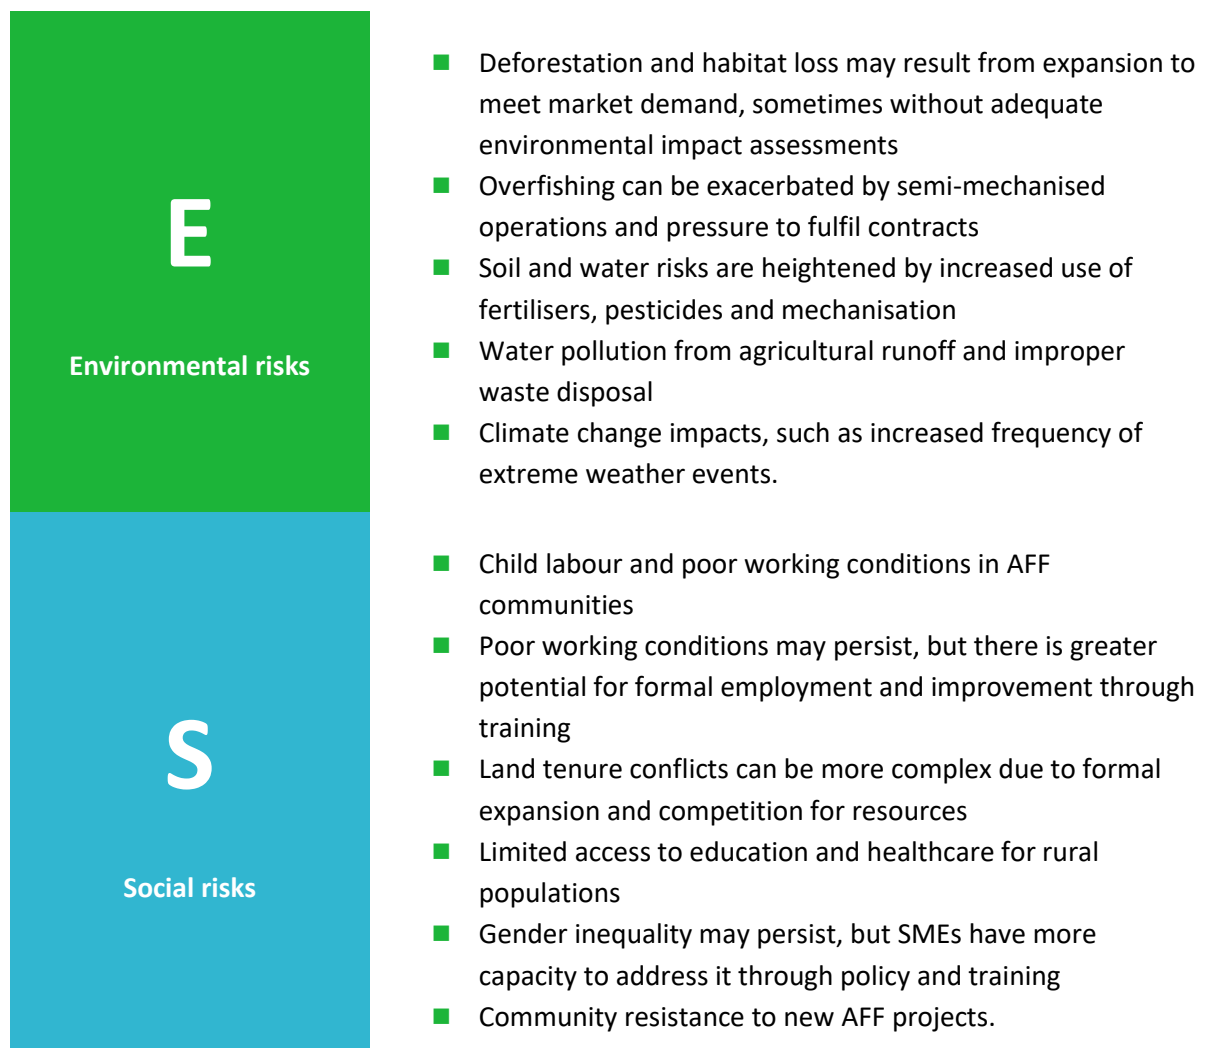 E
Environmental risks
■ Deforestation and habitat loss may result from expansion to
meet market demand, sometimes without adequate
environmental impact assessments
■ Overfishing can be exacerbated by semi-mechanised
operations and pressure to fulfil contracts
■ Soil and water risks are heightened by increased use of
fertilisers, pesticides and mechanisation
■ Water pollution from agricultural runoff and improper
waste disposal
■ Climate change impacts, such as increased frequency of
extreme weather events.
S
Social risks
■ Child labour and poor working conditions in AFF
communities
■ Poor working conditions may persist, but there is greater
potential for formal employment and improvement through
training
■ Land tenure conflicts can be more complex due to formal
expansion and competition for resources
■ Limited access to education and healthcare for rural
populations
■ Gender inequality may persist, but SMEs have more
capacity to address it through policy and training
■ Community resistance to new AFF projects.